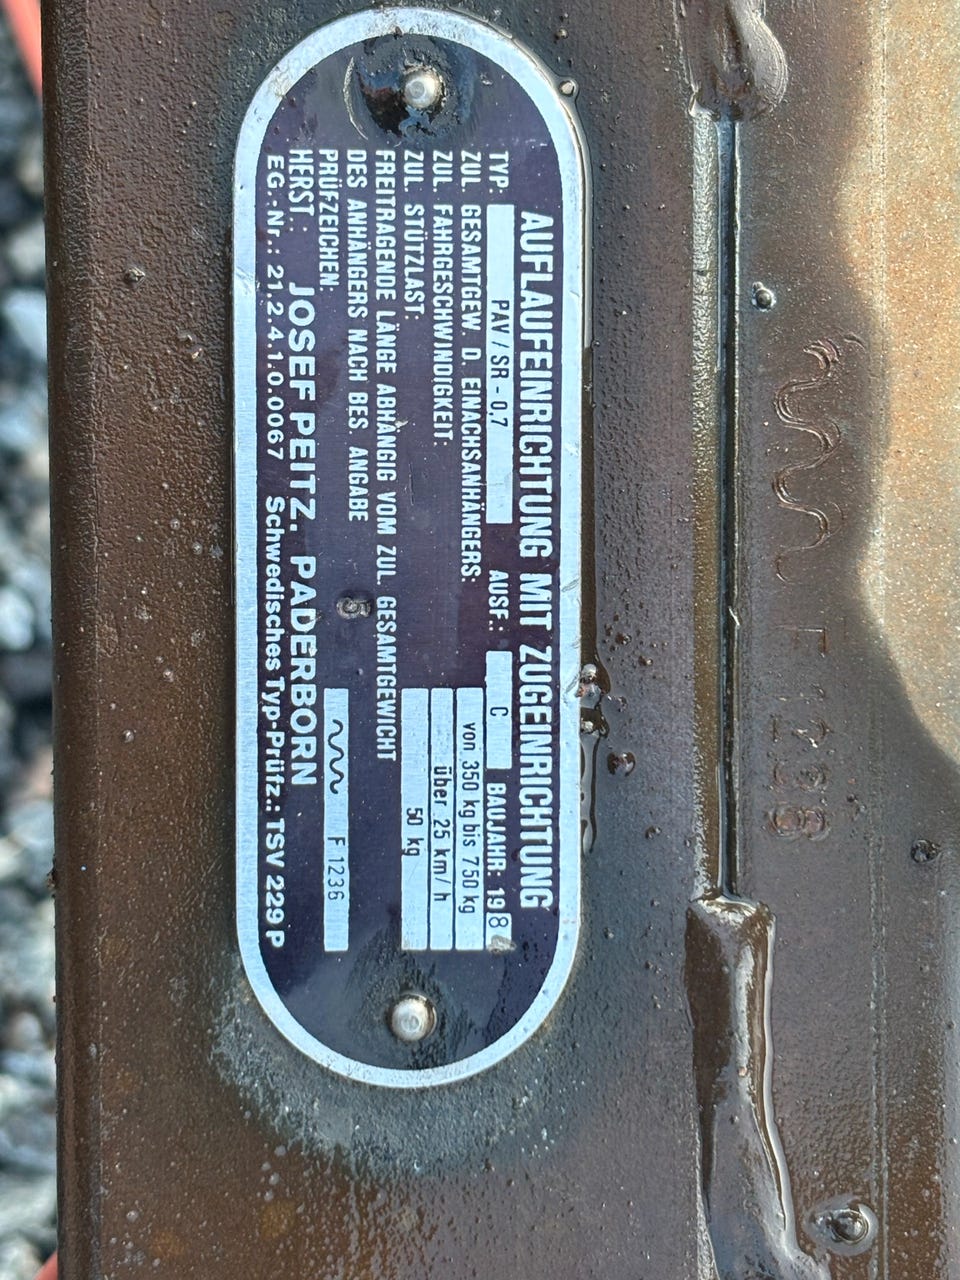 AUFLAUFEINRICHTUNG MIT ZUGEINRICHTUNG
TYP: PAV / SR - 0,7 AUSF.: C BAUJAHR: 198
ZUL. GESAMTGEW. D. EINACHSANHÄNGERS: von 350 kg bis 750 kg
ZUL. FAHRGESCHWINDIGKEIT: über 25 km/h
ZUL. STÜTZLAST: 50 kg
FREITRAGENDE LÄNGE ABHÄNGIG VOM ZUL. GESAMTGEWICHT
DES ANHÄNGERS NACH BES. ANGABE
PRÜFZEICHEN: F 1236
HERST.: JOSEF PEITZ. PADERBORN
EG.-Nr.: 21.2.4.1.0.0067 Schwedisches Typ-Prüfz.: TSV 229 P
F 1236